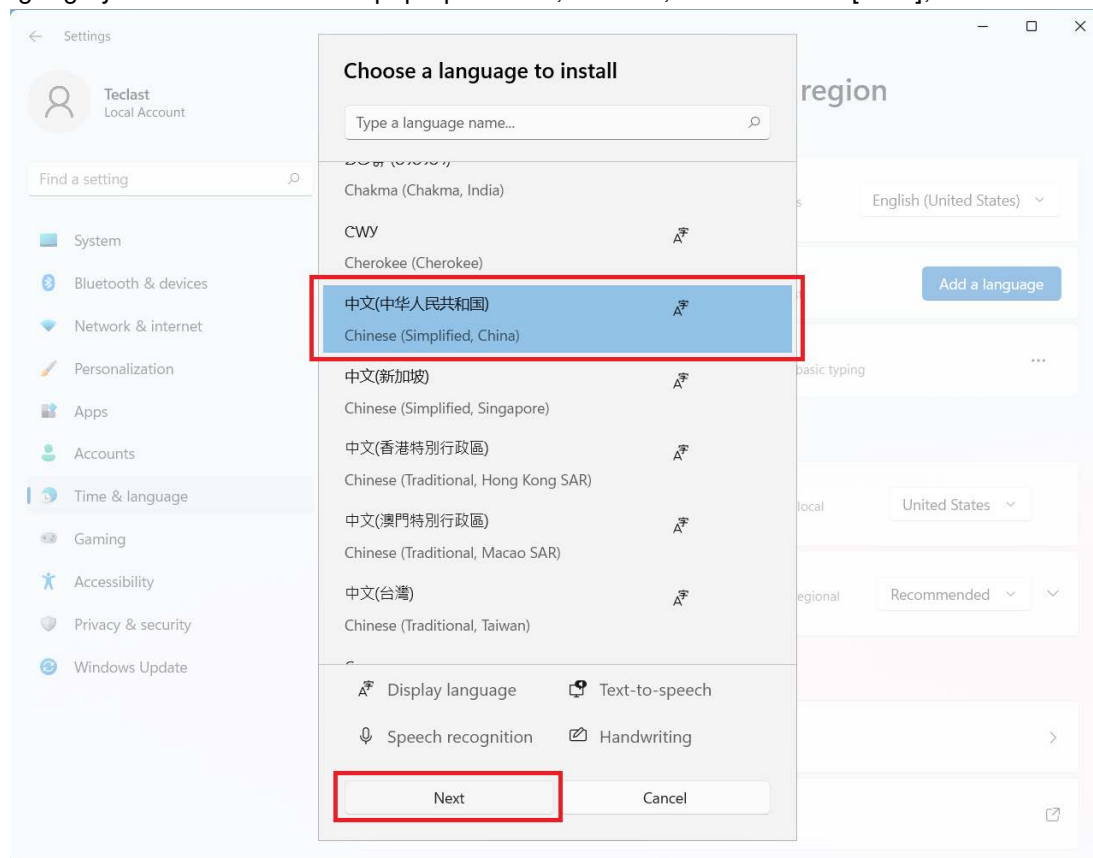 Settings
Teclast
Local Account
Find a setting
System
Bluetooth & devices
Network & internet
Personalization
Apps
Accounts
Time & language
Gaming
Accessibility
Privacy & security
Windows Update
Choose a language to install
Type a language name...
Chakma (Chakma, India)
ᏣᎳᎩ
Cherokee (Cherokee)
中文(中华人民共和国)
Chinese (Simplified, China)
中文(新加坡)
Chinese (Simplified, Singapore)
中文(香港特別行政區)
Chinese (Traditional, Hong Kong SAR)
中文(澳門特別行政區)
Chinese (Traditional, Macao SAR)
中文(台灣)
Chinese (Traditional, Taiwan)
Display language
Text-to-speech
Speech recognition
Handwriting
Next
Cancel
region
English (United States)
Add a language
basic typing
local
United States
egional
Recommended